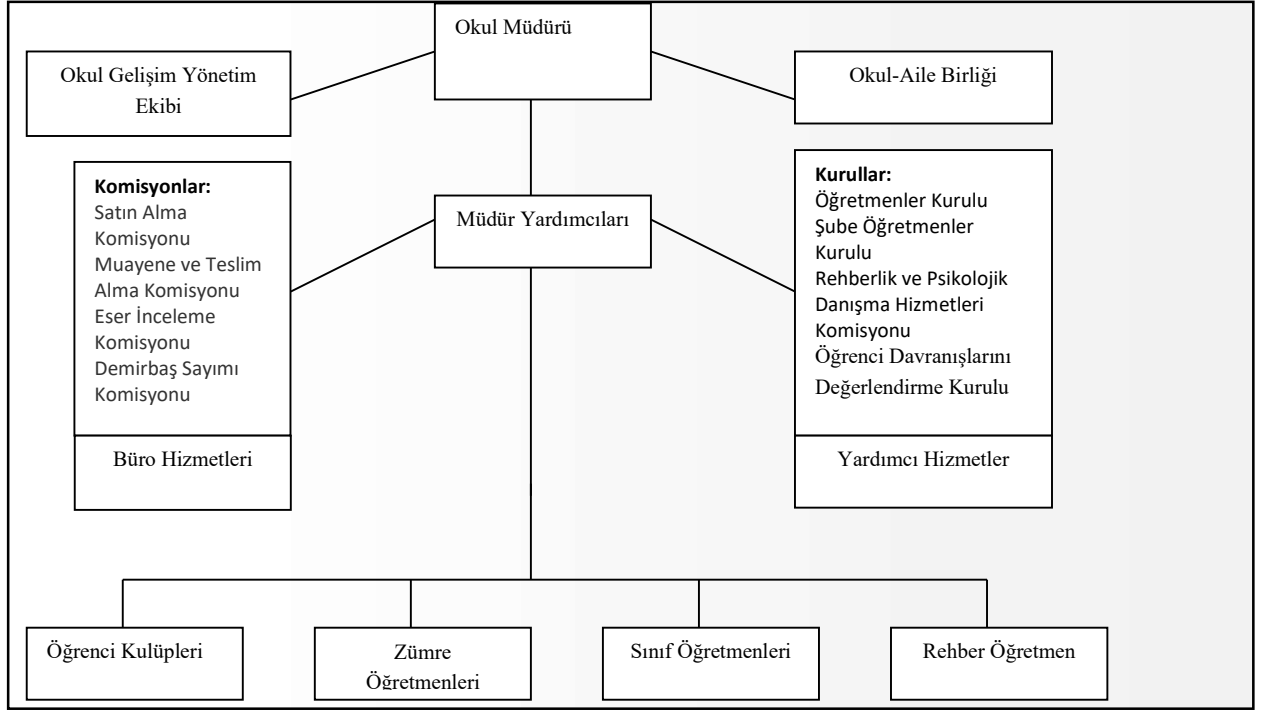 Okul Müdürü
Okul Gelişim Yönetim
Ekibi
Okul-Aile Birliği
Komisyonlar:
Satın Alma
Komisyonu
Muayene ve Teslim
Alma Komisyonu
Eser İnceleme
Komisyonu
Demirbaş Sayımı
Komisyonu
Müdür Yardımcıları
Kurullar:
Öğretmenler Kurulu
Şube Öğretmenler
Kurulu
Rehberlik ve Psikolojik
Danışma Hizmetleri
Komisyonu
Öğrenci Davranışlarını
Değerlendirme Kurulu
Büro Hizmetleri
Yardımcı Hizmetler
Öğrenci Kulüpleri
Zümre
Öğretmenleri
Sınıf Öğretmenleri
Rehber Öğretmen